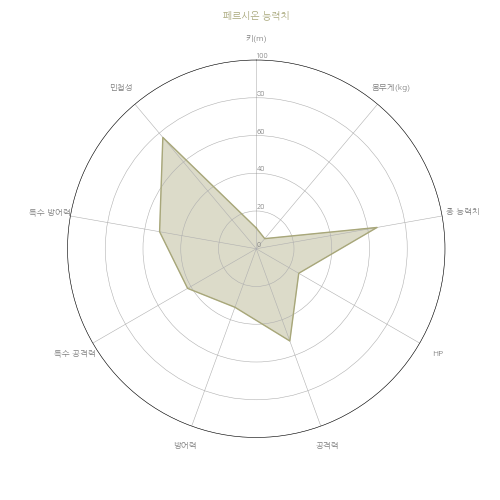 페르시온 능력치
키(m)
100
민첩성
몸무게(kg)
80
60
40
특수 방어력
20
총 능력치
0
특수 공격력
HP
방어력
공격력